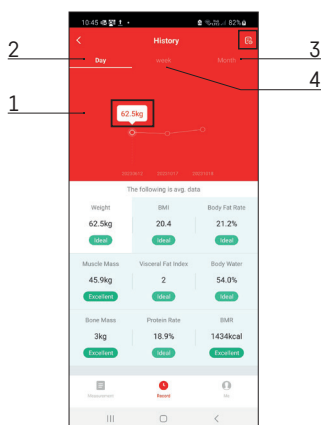 10:45
82%
History
2
Day
week
Month
3
4
1
62.5kg
The following is avg. data
Weight
BMI
Body Fat Rate
62.5kg
20.4
21.2%
Ideal
Ideal
Ideal
Muscle Mass
Visceral Fat Index
Body Water
45.9kg
2
54.0%
Excellent
Ideal
Ideal
Bone Mass
Protein Rate
BMR
3kg
18.9%
1434kcal
Excellent
Ideal
Excellent
Measurement
Record
Me